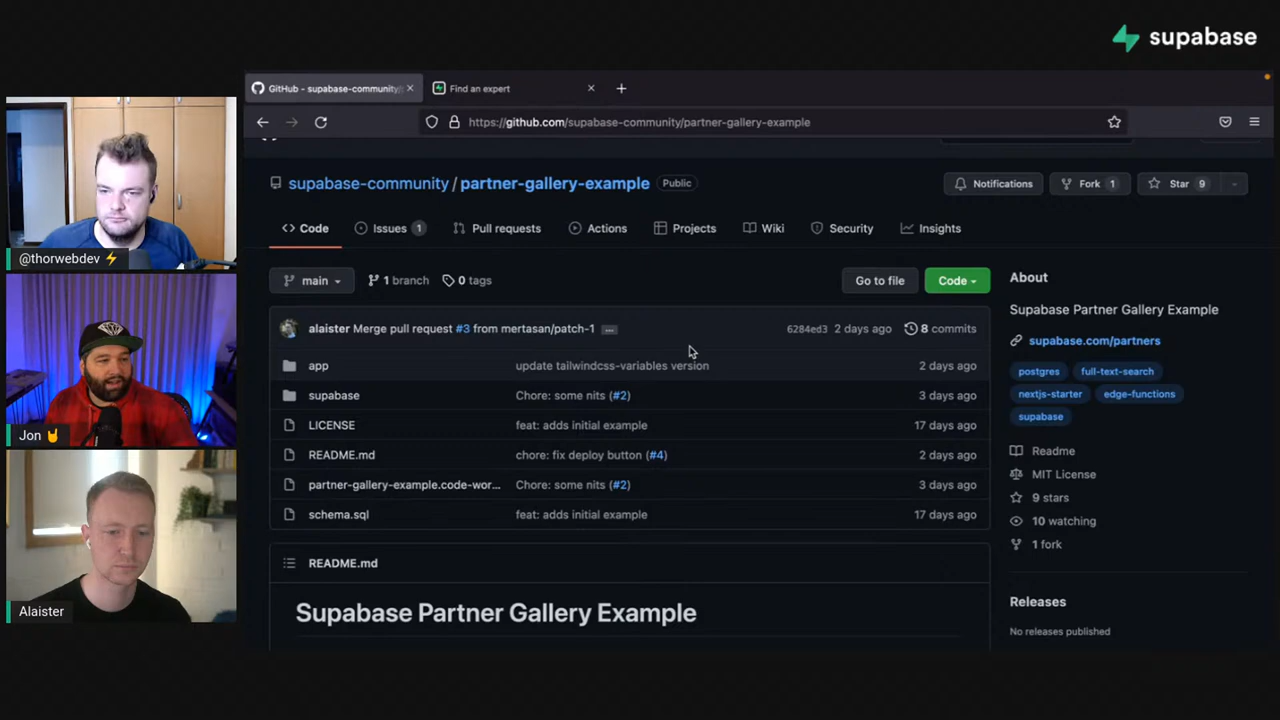 supabase
GitHub - supabase-community/
Find an expert
https://github.com/supabase-community/partner-gallery-example
supabase-community / partner-gallery-example Public
Notifications Fork 1 Star 9
Code Issues 1 Pull requests Actions Projects Wiki Security Insights
main 1 branch 0 tags Go to file Code
alaister Merge pull request #3 from mertasan/patch-1 ... 6284ed3 2 days ago 8 commits
app update tailwindcss-variables version 2 days ago
supabase Chore: some nits (#2) 3 days ago
LICENSE feat: adds initial example 17 days ago
README.md chore: fix deploy button (#4) 2 days ago
partner-gallery-example.code-wor... Chore: some nits (#2) 3 days ago
schema.sql feat: adds initial example 17 days ago
README.md
Supabase Partner Gallery Example
About
Supabase Partner Gallery Example
supabase.com/partners
postgres full-text-search
nextjs-starter edge-functions
supabase
Readme
MIT License
9 stars
10 watching
1 fork
Releases
No releases published
@thorwebdev ⚡
Jon 🤘
Alaister